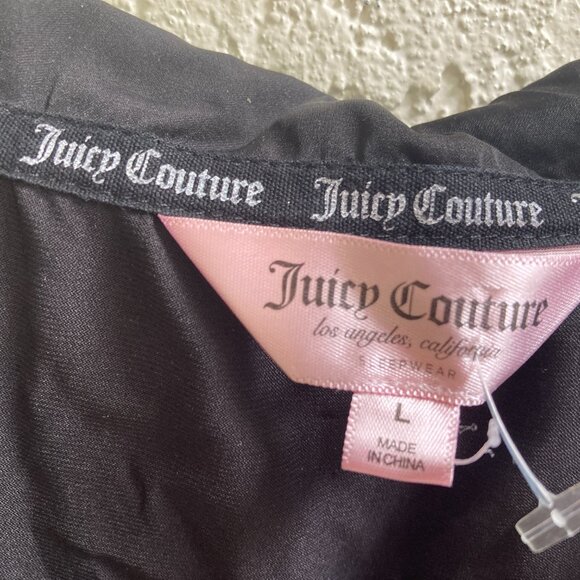 Juicy Couture Juicy Couture
Juicy Couture
los angeles, california
SLEEPWEAR
L
MADE
IN CHINA